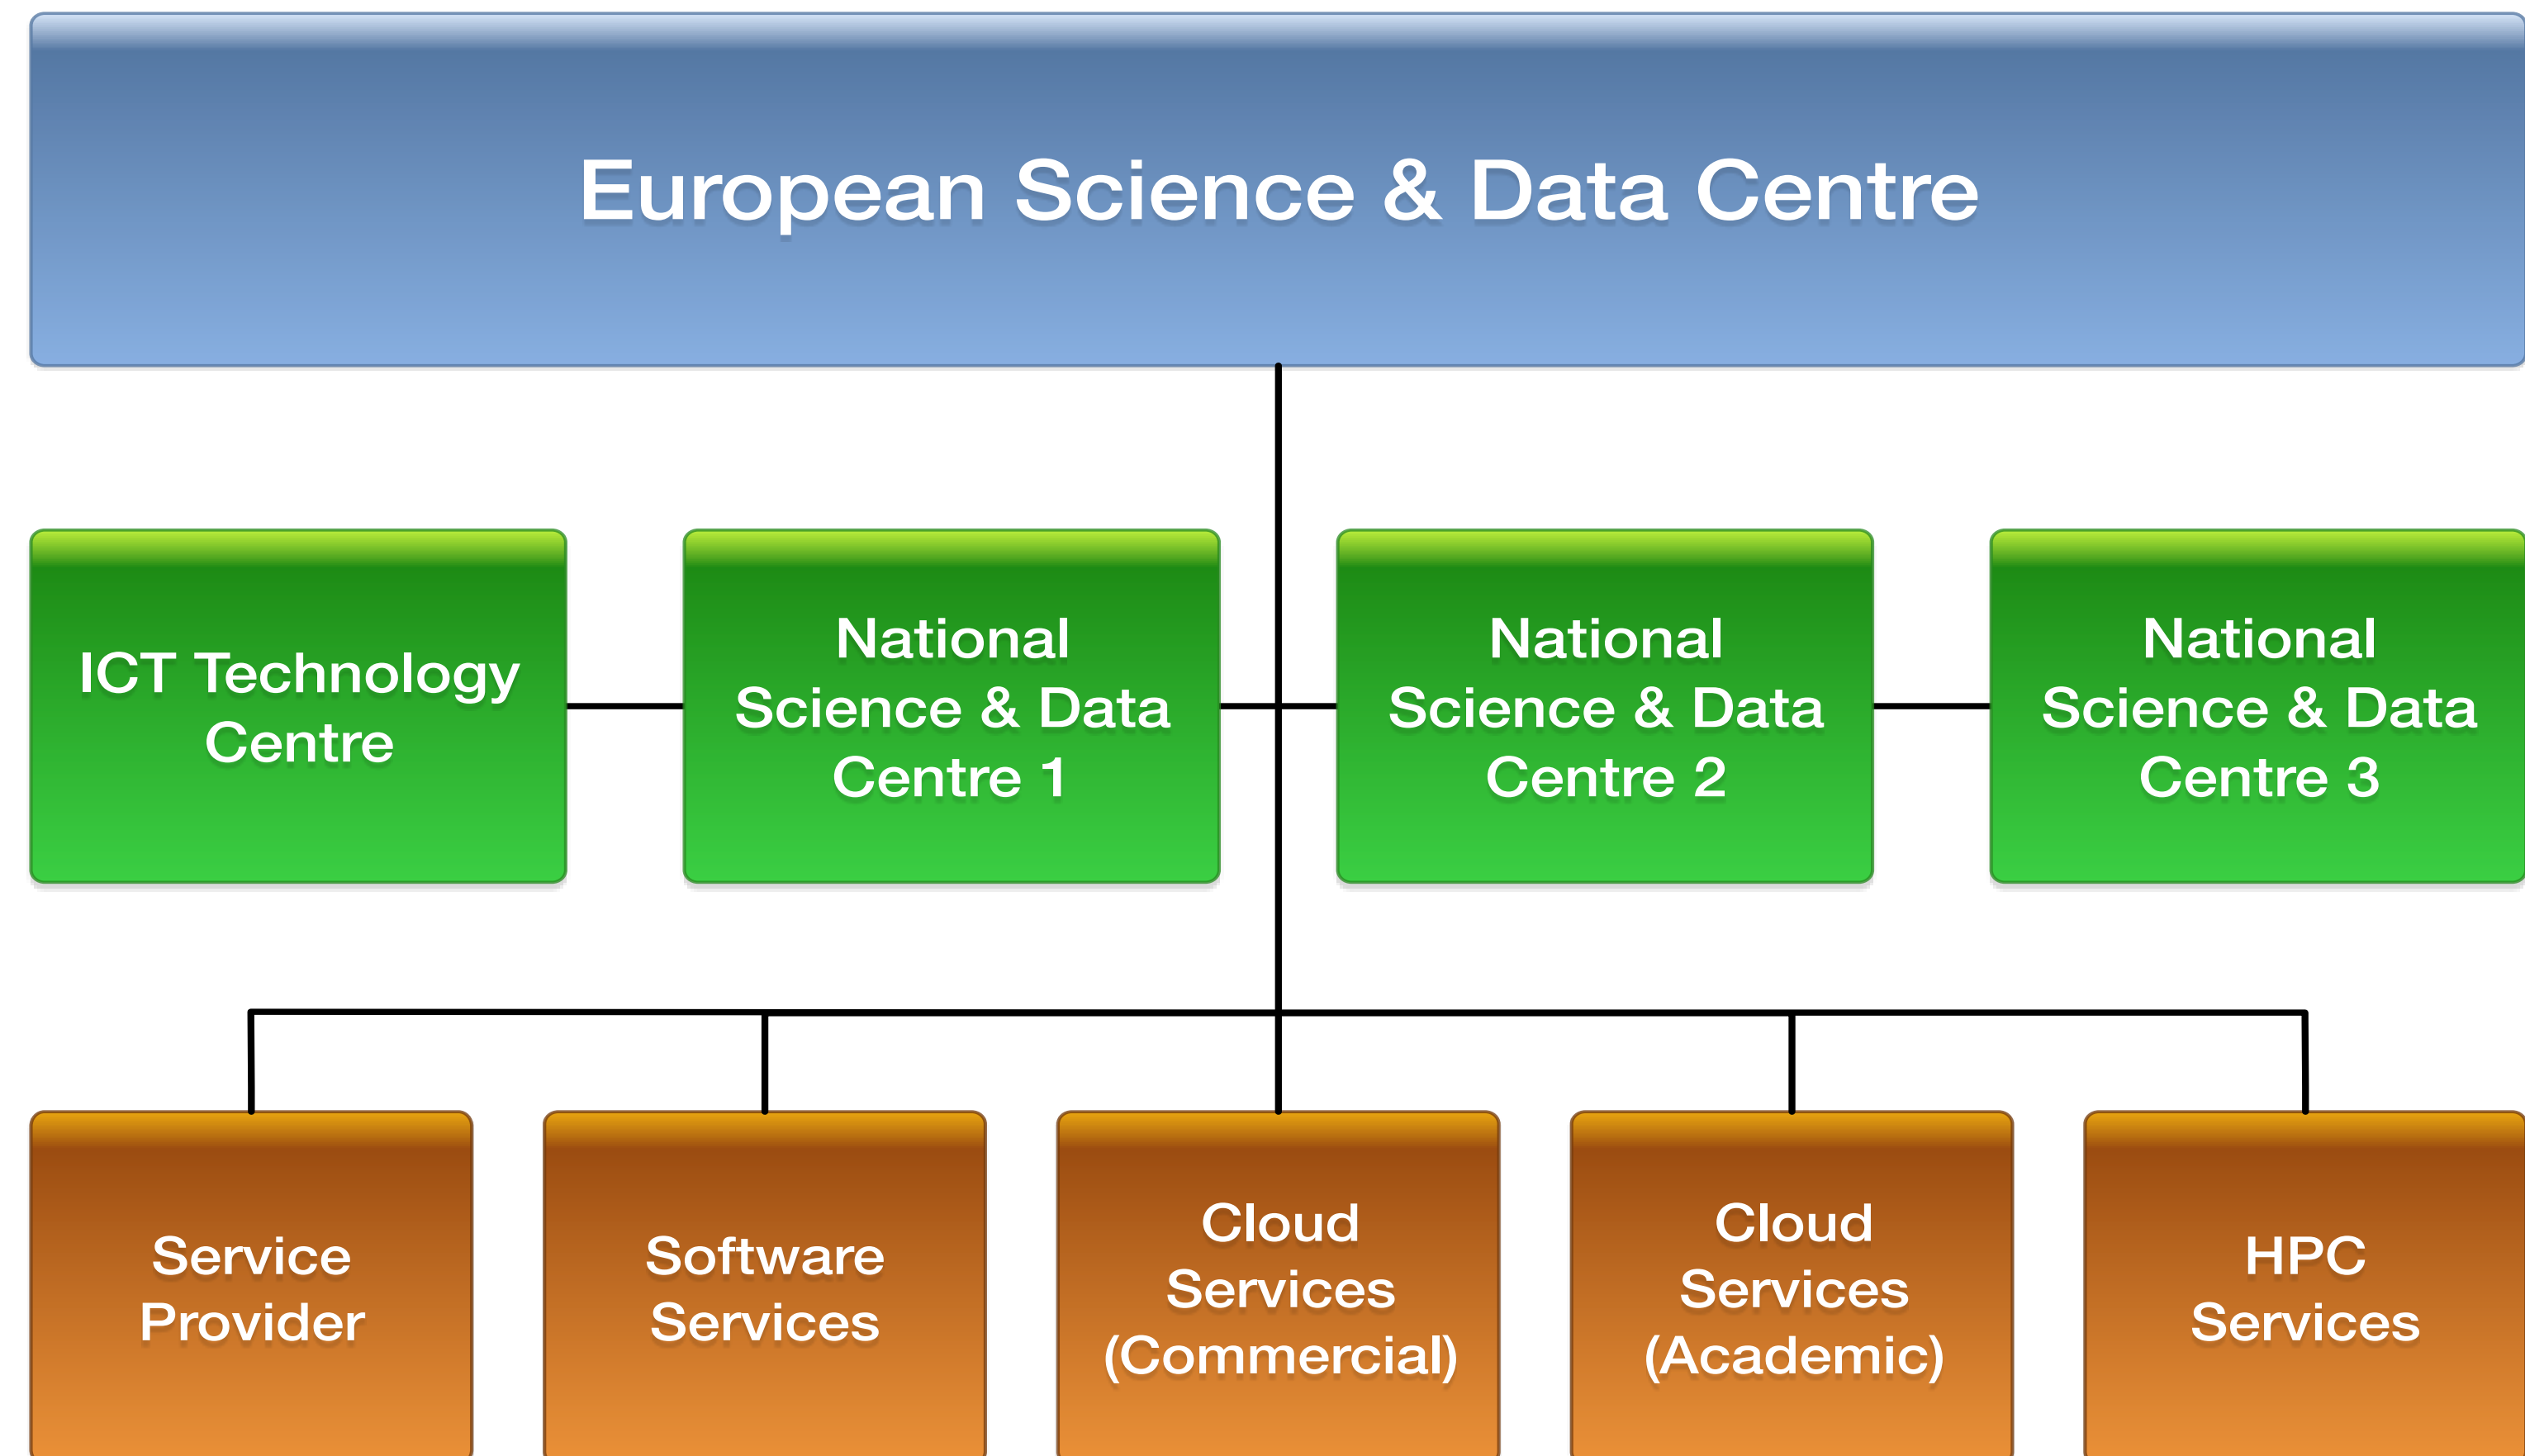 European Science & Data Centre
ICT Technology
Centre
National
Science & Data
Centre 1
National
Science & Data
Centre 2
National
Science & Data
Centre 3
Service
Provider
Software
Services
Cloud
Services
(Commercial)
Cloud
Services
(Academic)
HPC
Services